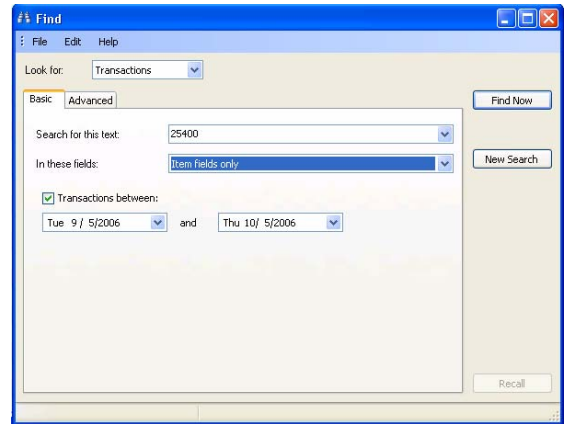 Find
File Edit Help
Look for: Transactions
Basic Advanced
Find Now
Search for this text: 25400
In these fields: Item fields only
New Search
Transactions between:
Tue 9 / 5/2006 and Thu 10/ 5/2006
Recall